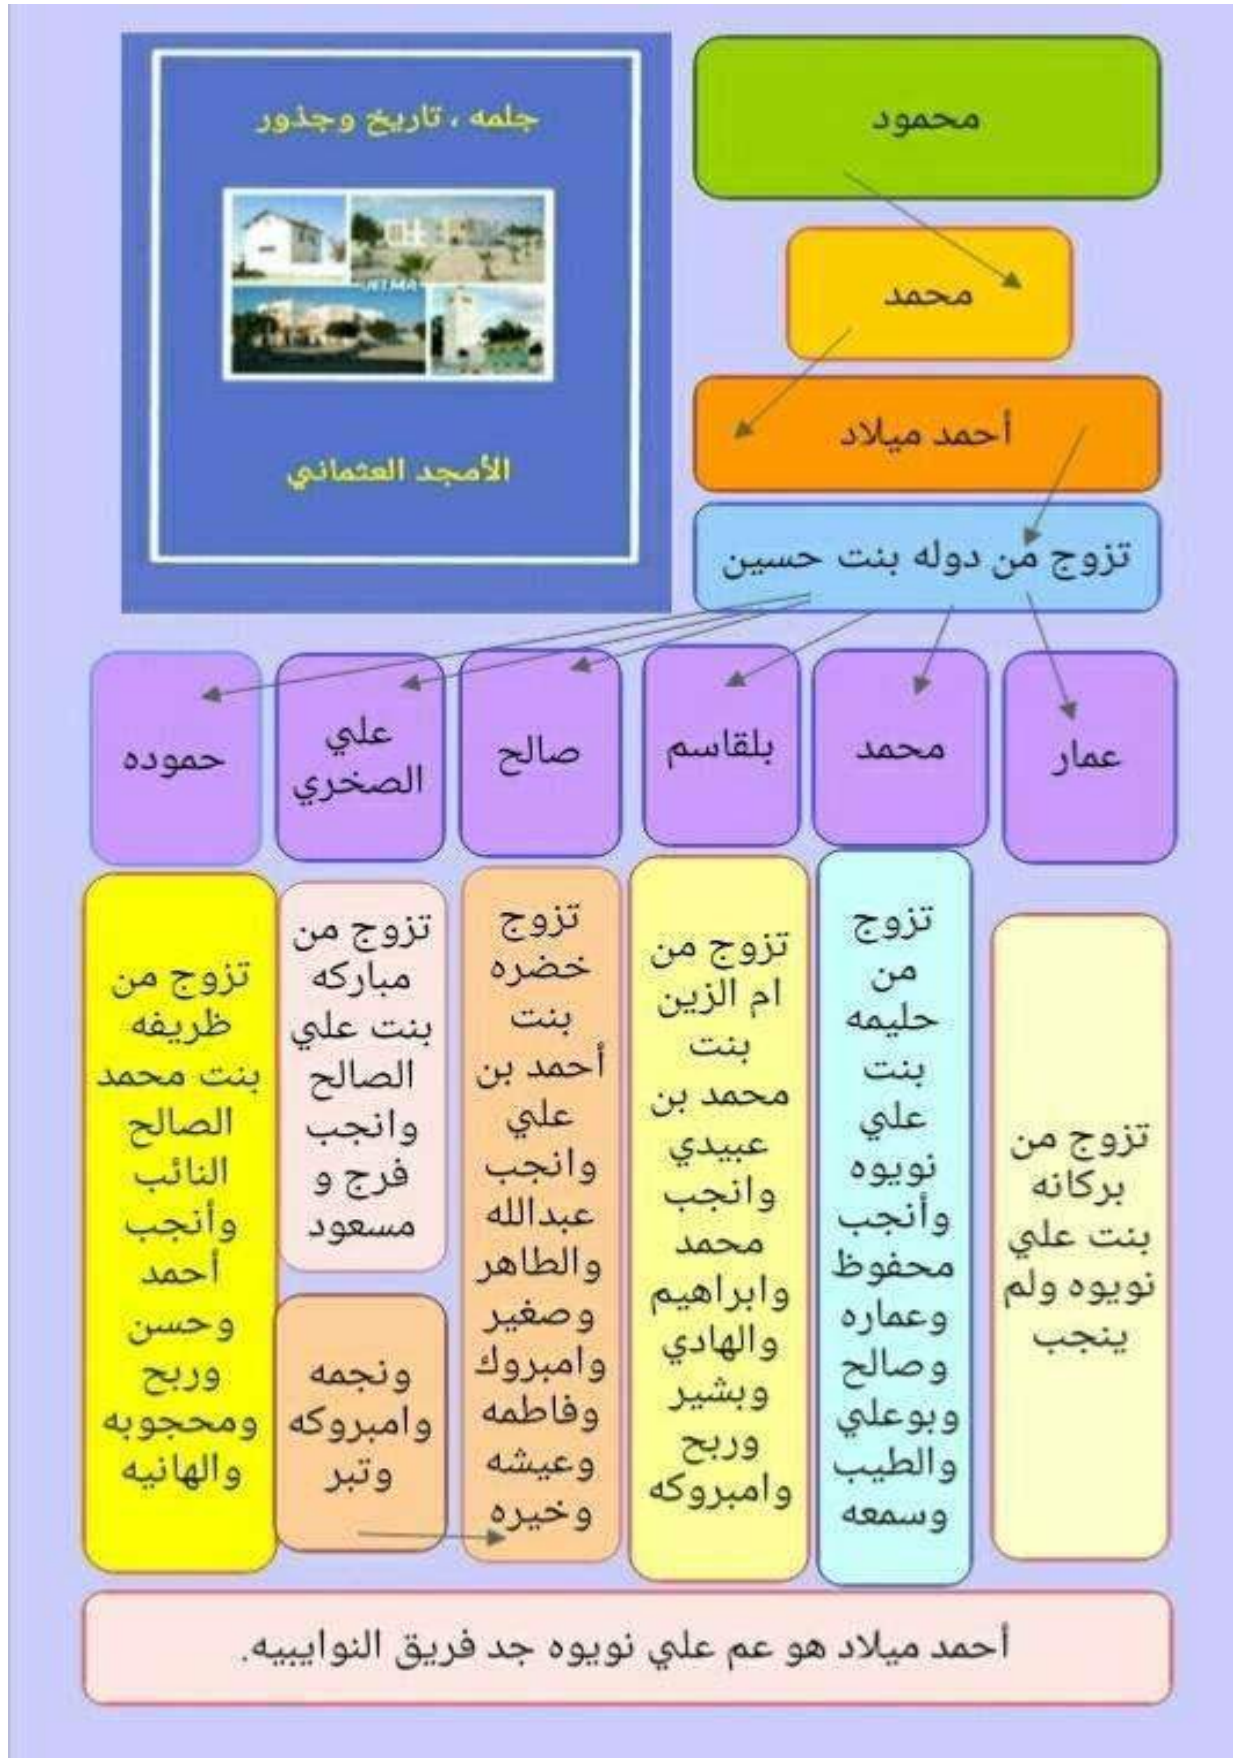 جلمه ، تاريخ وجذور
JELMA
الأمجد العثماني
محمود
محمد
أحمد ميلاد
تزوج من دوله بنت حسين
عمار
محمد
بلقاسم
صالح
علي
الصخري
حموده
تزوج من
بركانه
بنت علي
نويوه ولم
ينجب
تزوج
من
حليمه
بنت
علي
نويوه
وأنجب
محفوظ
وعماره
وصالح
وبوعلي
والطيب
وسمعه
تزوج من
ام الزين
بنت
محمد بن
عبيدي
وانجب
محمد
وابراهيم
والهادي
وبشير
وربح
وامبروكه
تزوج
خضره
بنت
أحمد بن
علي
وانجب
عبدالله
والطاهر
وصغير
وامبروك
وفاطمه
وعيشه
وخيره
تزوج من
مباركه
بنت علي
الصالح
وانجب
فرج و
مسعود
ونجمه
وامبروكه
وتبر
تزوج من
ظريفه
بنت محمد
الصالح
النائب
وأنجب
أحمد
وحسن
وربح
ومحجوبه
والهانيه
أحمد ميلاد هو عم علي نويوه جد فريق النوايبيه.